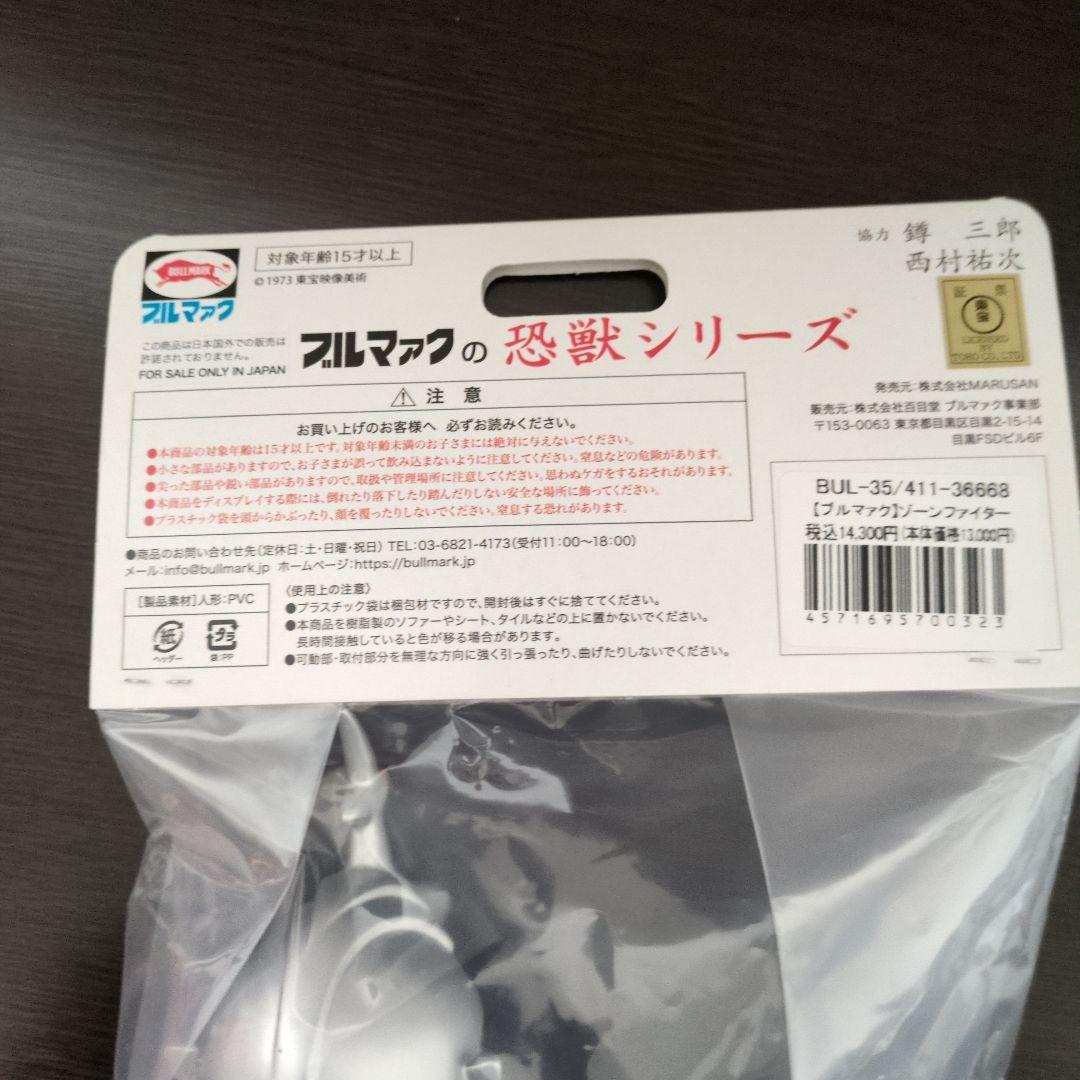 BULLMARK
ブルマァク
対象年齢15才以上
©1973 東宝映像美術
協力 鐏 三郎
西村祐次
証 票
東宝
LICENSED
BY
TOHO CO., LTD.
この商品は日本国外での販売は
許諾されておりません。
FOR SALE ONLY IN JAPAN
ブルマァクの 恐獣シリーズ
注 意
お買い上げのお客様へ 必ずお読みください。
●本商品の対象年齢は15才以上です。対象年齢未満のお子さまには絶対に与えないでください。
●小さな部品がありますので、お子さまが誤って飲み込まないように注意してください。窒息などの危険があります。
●尖った部品や鋭い部品がありますので、取扱や管理場所に注意してください。思わぬケガをするおそれがあります。
●本商品をディスプレイする際には、倒れたり落下したり踏んだりしない安全な場所に飾ってください。
●プラスチック袋を頭からかぶったり、顔を覆ったりしないでください。窒息する恐れがあります。
発売元:株式会社MARUSAN
販売元:株式会社百目堂 ブルマァク事業部
〒153-0063 東京都目黒区目黒2-15-14
目黒FSDビル6F
●商品のお問い合わせ先(定休日:土・日曜・祝日) TEL:03-6821-4173(受付11:00〜18:00)
メール:info@bullmark.jp ホームページ:https://bullmark.jp
[製品素材]人形:PVC
紙
ヘッダー
プラ
袋:PP
〈使用上の注意〉
●プラスチック袋は梱包材ですので、開封後はすぐに捨ててください。
●本商品を樹脂製のソファーやシート、タイルなどの上に置かないでください。
長時間接触していると色が移る場合があります。
●可動部・取付部分を無理な方向に強く引っ張ったり、曲げたりしないでください。
BUL-35/411-36668
【ブルマァク】ゾーンファイター
税込14,300円(本体価格13,000円)
4571695700323